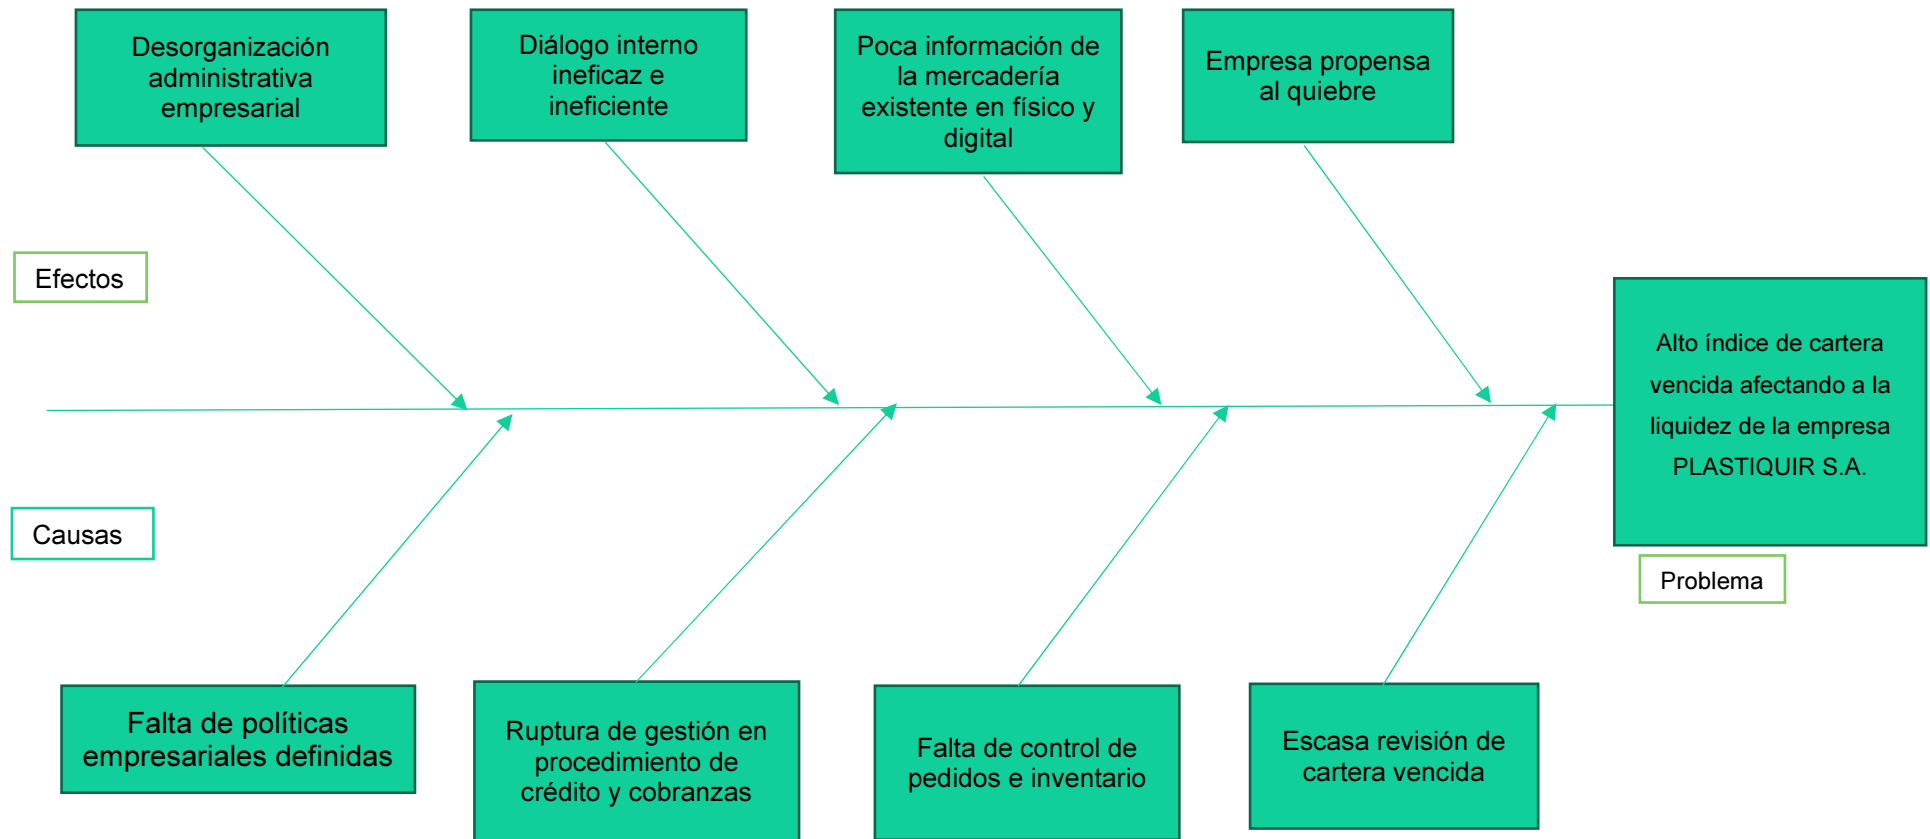 Desorganización
administrativa
empresarial
Diálogo interno
ineficaz e
ineficiente
Poca información de
la mercadería
existente en físico y
digital
Empresa propensa
al quiebre
Efectos
Alto índice de cartera
vencida afectando a la
liquidez de la empresa
PLASTIQUIR S.A.
Causas
Problema
Falta de políticas
empresariales definidas
Ruptura de gestión en
procedimiento de
crédito y cobranzas
Falta de control de
pedidos e inventario
Escasa revisión de
cartera vencida